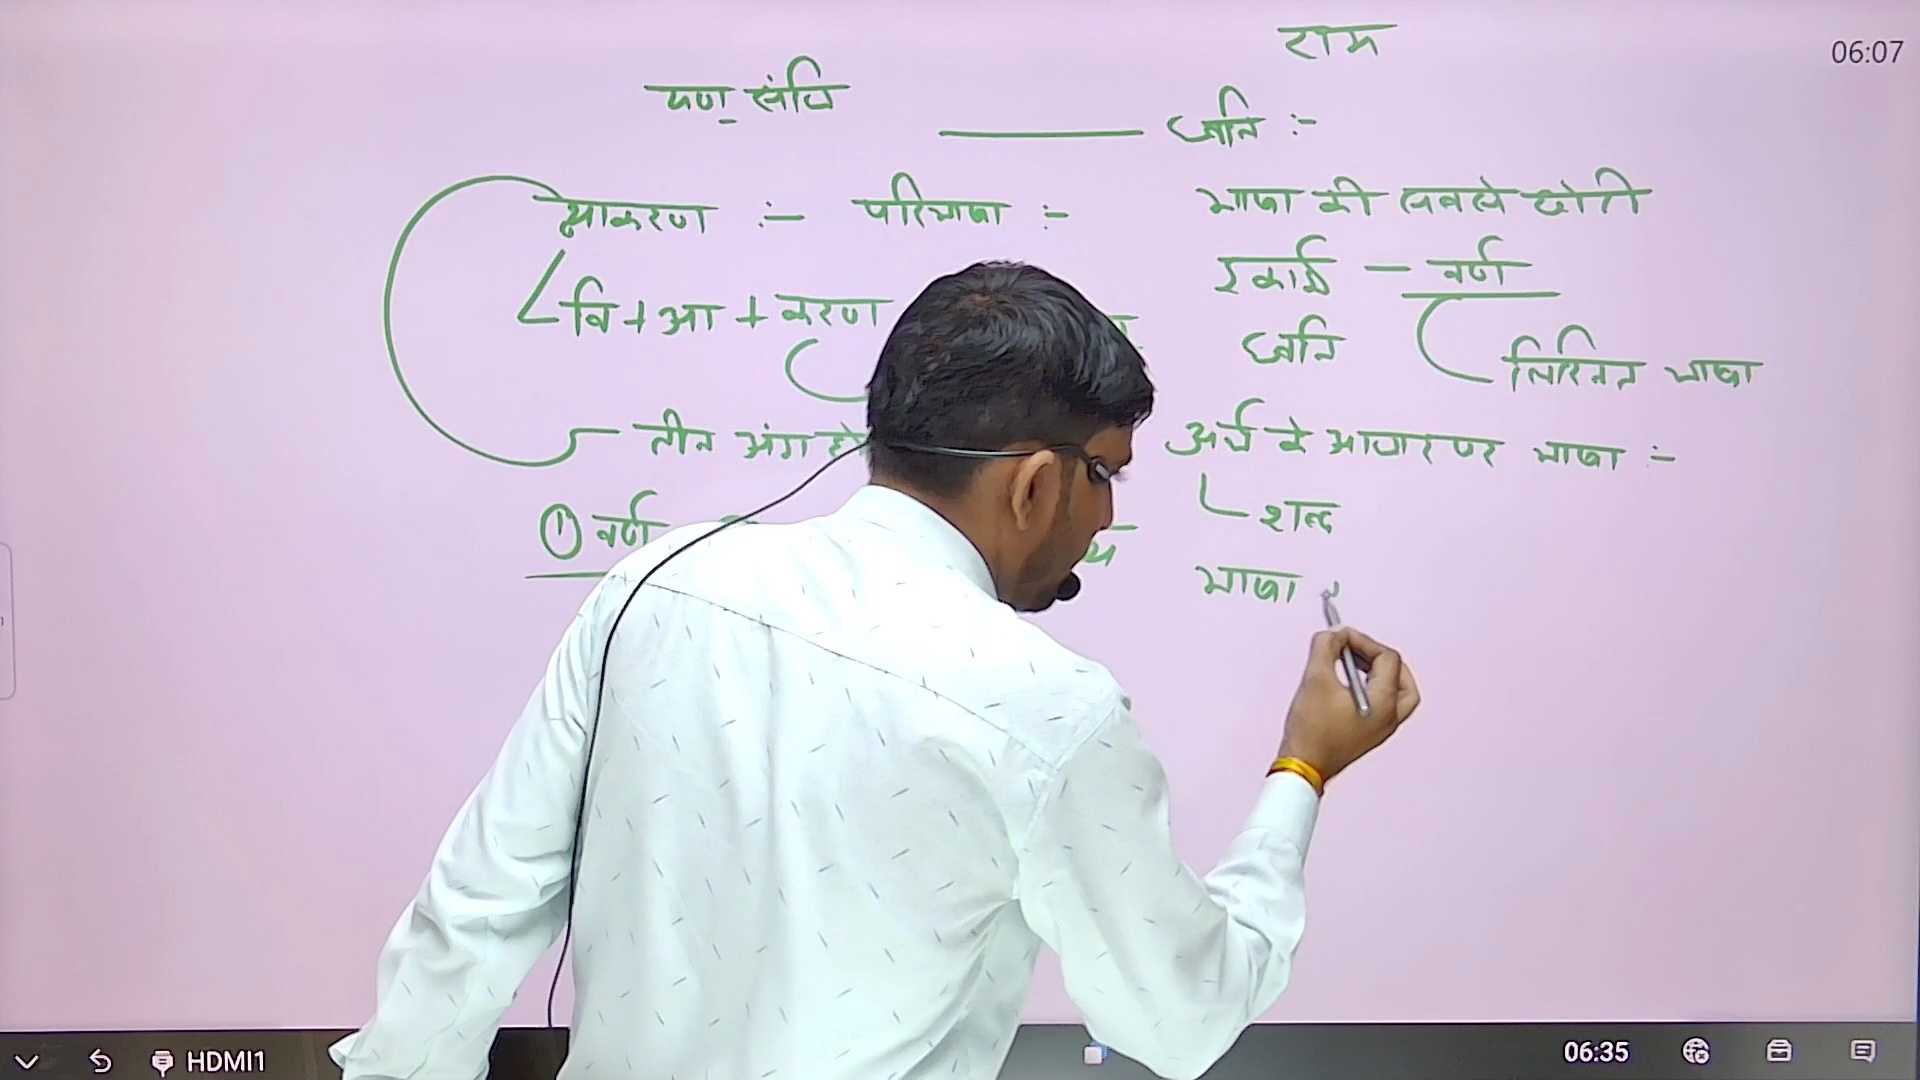 राम
06:07
यण् संधि
ध्वनि :-
व्याकरण :- परिभाषा :-
भाषा की सबसे छोटी
इकाई - वर्ण
वि + आ + करण
ध्वनि
लिखित भाषा
तीन अंग हो
अर्थ के आधार पर भाषा :-
① वर्ण
शब्द
भाषा
HDMI1
06:35